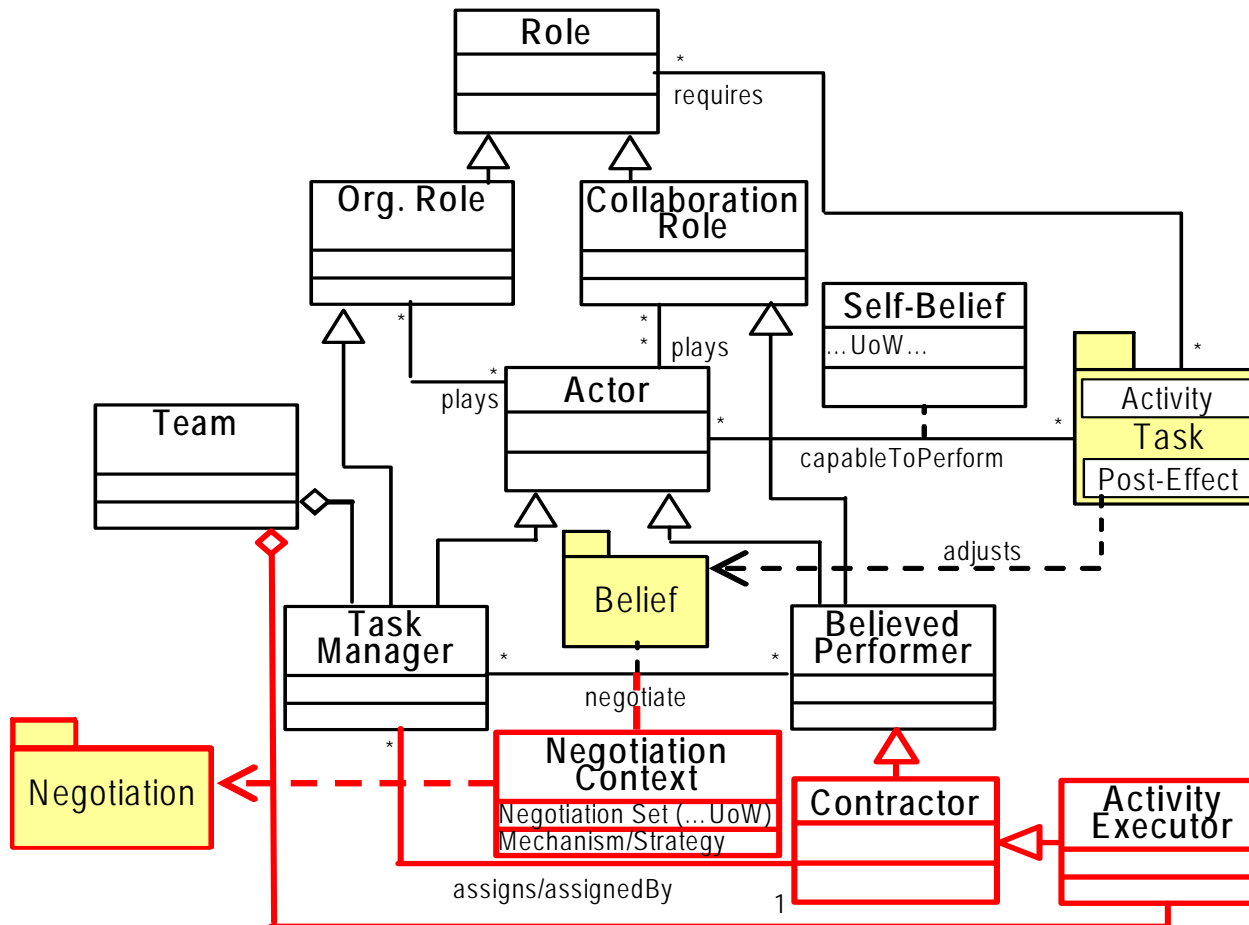 Role
*
requires
Org. Role
Collaboration
Role
Self-Belief
...UoW...
*
*
*
plays
*
plays
*
Actor
Activity
Task
Post-Effect
Team
*
*
capableToPerform
adjusts
Belief
Task
Manager
Believed
Performer
*
*
negotiate
*
Negotiation
Negotiation
Context
Negotiation Set (...UoW)
Mechanism/Strategy
Contractor
Activity
Executor
assigns/assignedBy
1